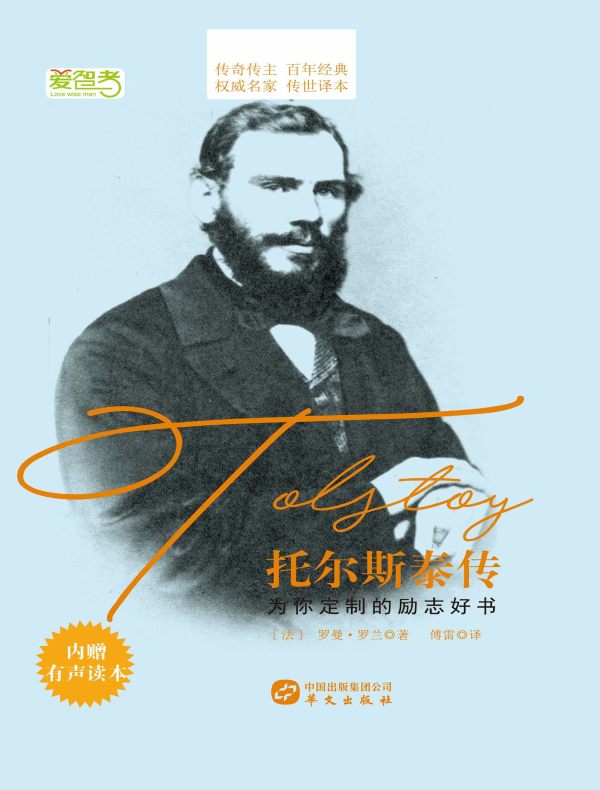 传奇传主 百年经典
权威名家 传世译本
爱智考
Love wise man
Tolstoy
托尔斯泰传
为你定制的励志好书
［法］ 罗曼·罗兰◎著 傅雷◎译
内赠
有声读本
中国出版集团公司
华文出版社